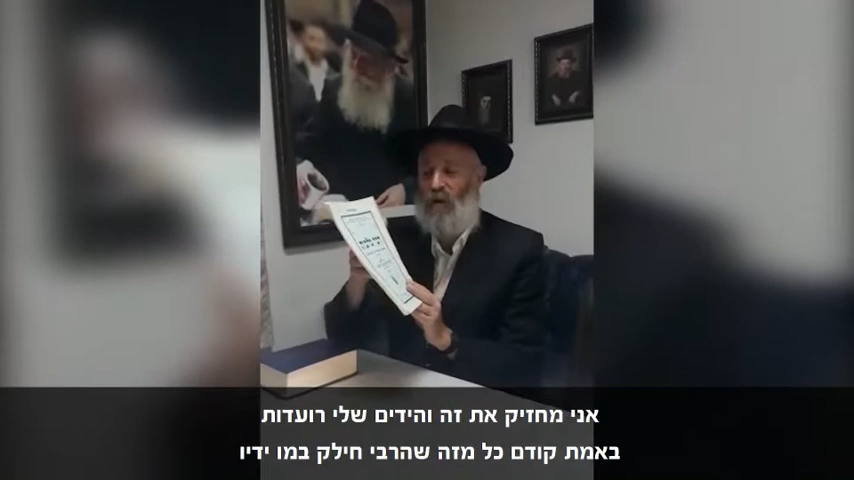 אני מחזיק את זה והידים שלי רועדות
באמת קודם כל מזה שהרבי חילק במו ידיו